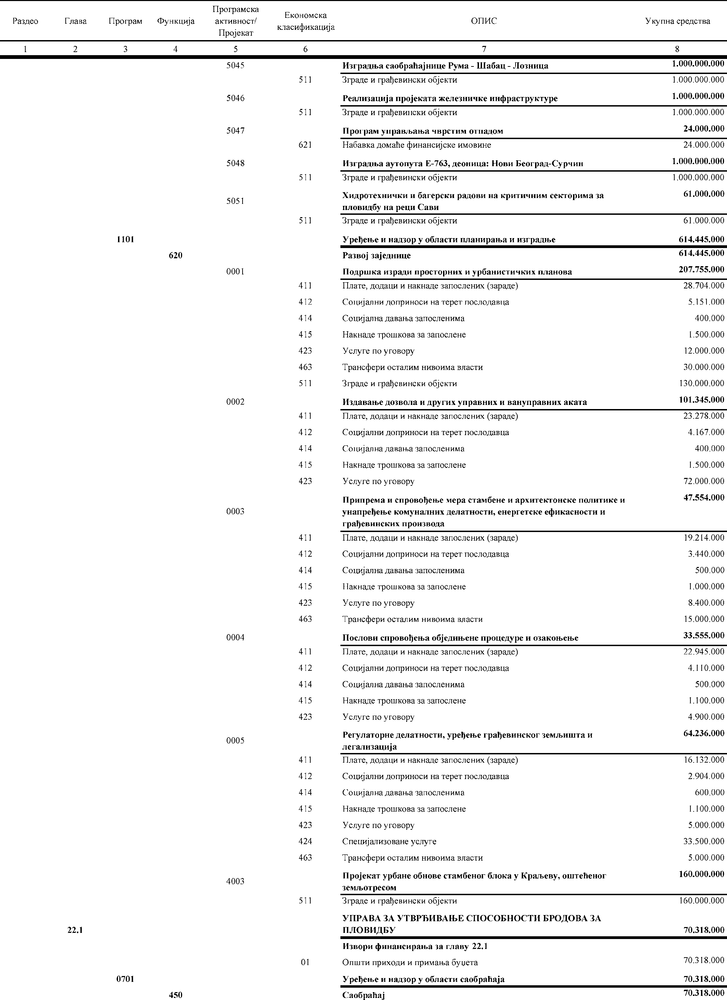 Раздео Глава Програм Функција Програмска активност/ Пројекат Економска класификација ОПИС Укупна средства
1 2 3 4 5 6 7 8
5045 Изградња саобраћајнице Рума - Шабац - Лозница 1.000.000.000
511 Зграде и грађевински објекти 1.000.000.000
5046 Реализација пројеката железничке инфраструктуре 1.000.000.000
511 Зграде и грађевински објекти 1.000.000.000
5047 Програм управљања чврстим отпадом 24.000.000
621 Набавка домаће финансијске имовине 24.000.000
5048 Изградња аутопута Е-763, деоница: Нови Београд-Сурчин 1.000.000.000
511 Зграде и грађевински објекти 1.000.000.000
5051 Хидротехнички и багерски радови на критичним секторима за 61.000.000
пловидбу на реци Сави
511 Зграде и грађевински објекти 61.000.000
1101 Уређење и надзор у области планирања и изградње 614.445.000
620 Развој заједнице 614.445.000
0001 Подршка изради просторних и урбанистичких планова 207.755.000
411 Плате, додаци и накнаде запослених (зараде) 28.704.000
412 Социјални доприноси на терет послодавца 5.151.000
414 Социјална давања запосленима 400.000
415 Накнаде трошкова за запослене 1.500.000
423 Услуге по уговору 12.000.000
463 Трансфери осталим нивоима власти 30.000.000
511 Зграде и грађевински објекти 130.000.000
0002 Издавање дозвола и других управних и вануправних аката 101.345.000
411 Плате, додаци и накнаде запослених (зараде) 23.278.000
412 Социјални доприноси на терет послодавца 4.167.000
414 Социјална давања запосленима 400.000
415 Накнаде трошкова за запослене 1.500.000
423 Услуге по уговору 72.000.000
0003 Припрема и спровођење мера стамбене и архитектонске политике и 47.554.000
унапређење комуналних делатности, енергетске ефикасности и
грађевинских производа
411 Плате, додаци и накнаде запослених (зараде) 19.214.000
412 Социјални доприноси на терет послодавца 3.440.000
414 Социјална давања запосленима 500.000
415 Накнаде трошкова за запослене 1.000.000
423 Услуге по уговору 8.400.000
463 Трансфери осталим нивоима власти 15.000.000
0004 Послови спровођења обједињене процедуре и озакоњење 33.555.000
411 Плате, додаци и накнаде запослених (зараде) 22.945.000
412 Социјални доприноси на терет послодавца 4.110.000
414 Социјална давања запосленима 500.000
415 Накнаде трошкова за запослене 1.100.000
423 Услуге по уговору 4.900.000
0005 Регулаторне делатности, уређење грађевинског земљишта и 64.236.000
легализација
411 Плате, додаци и накнаде запослених (зараде) 16.132.000
412 Социјални доприноси на терет послодавца 2.904.000
414 Социјална давања запосленима 600.000
415 Накнаде трошкова за запослене 1.100.000
423 Услуге по уговору 5.000.000
424 Специјализоване услуге 33.500.000
463 Трансфери осталим нивоима власти 5.000.000
4003 Пројекат урбане обнове стамбеног блока у Краљеву, оштећеног 160.000.000
земљотресом
511 Зграде и грађевински објекти 160.000.000
УПРАВА ЗА УТВРЂИВАЊЕ СПОСОБНОСТИ БРОДОВА ЗА
22.1 ПЛОВИДБУ 70.318.000
Извори финансирања за главу 22.1
01 Општи приходи и примања буџета 70.318.000
0701 Уређење и надзор у области саобраћаја 70.318.000
450 Саобраћај 70.318.000